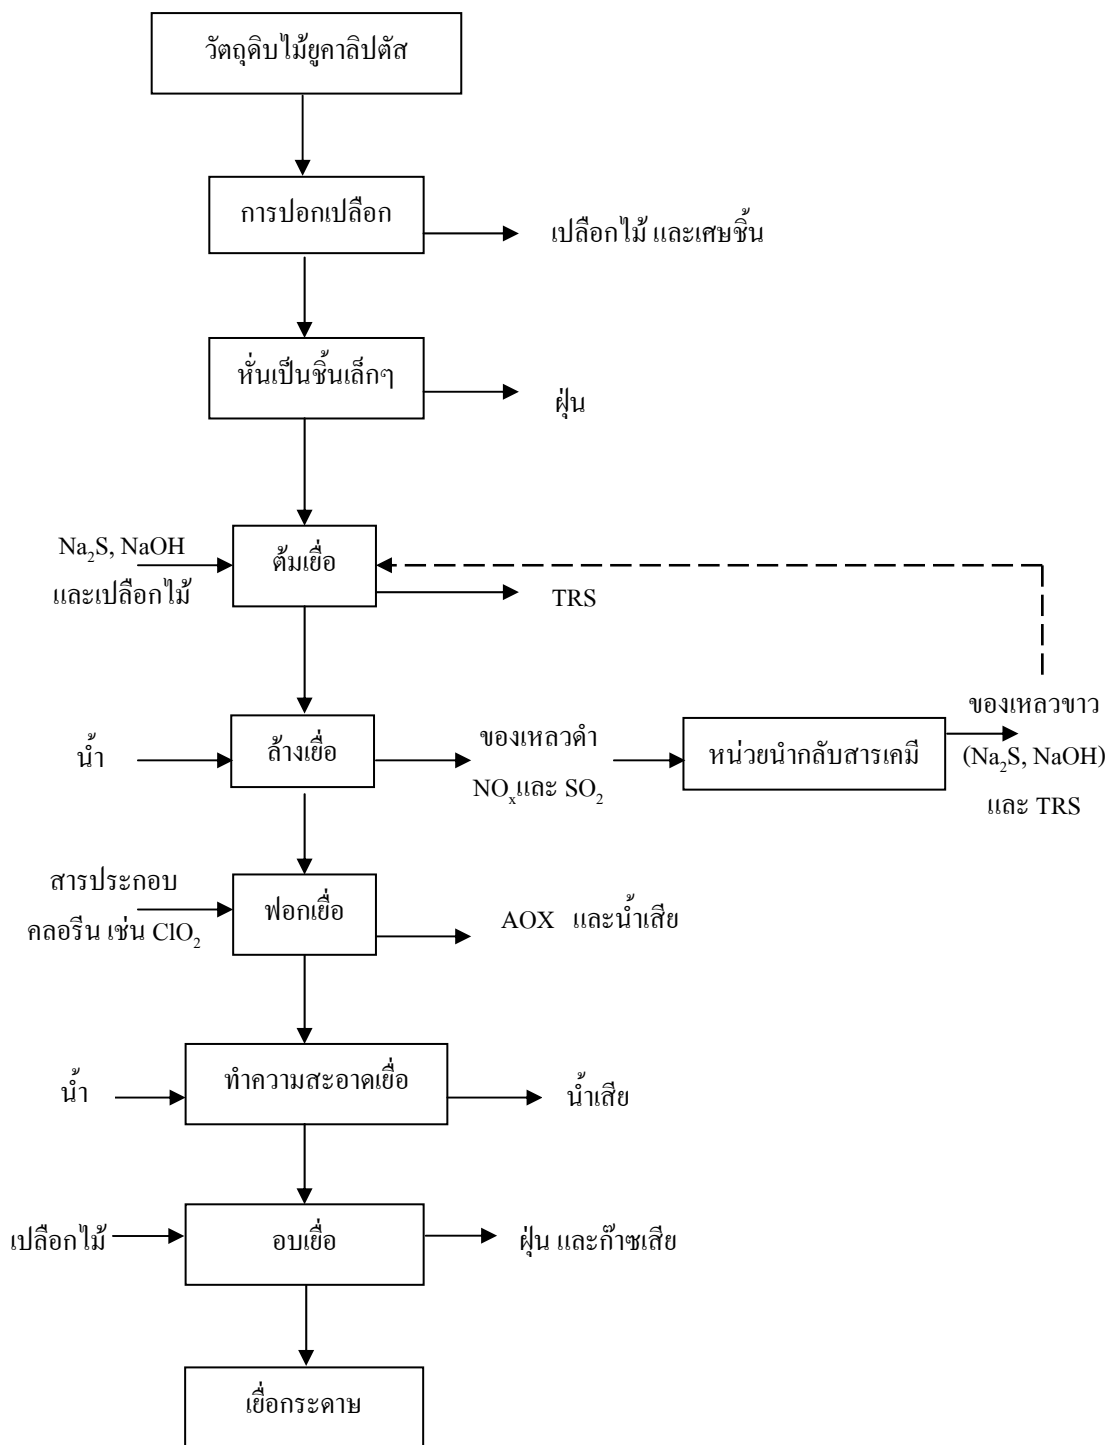 วัตถุดิบไม้ยูคาลิปตัส
การปอกเปลือก
เปลือกไม้ และเศษชิ้น
หั่นเป็นชิ้นเล็กๆ
ฝุ่น
Na₂S, NaOH
และเปลือกไม้
ต้มเยื่อ
TRS
น้ำ
ล้างเยื่อ
ของเหลวดำ
NOₓและ SO₂
หน่วยนำกลับสารเคมี
ของเหลวขาว
(Na₂S, NaOH)
และ TRS
สารประกอบ
คลอรีน เช่น ClO₂
ฟอกเยื่อ
AOX และน้ำเสีย
น้ำ
ทำความสะอาดเยื่อ
น้ำเสีย
เปลือกไม้
อบเยื่อ
ฝุ่น และก๊าซเสีย
เยื่อกระดาษ